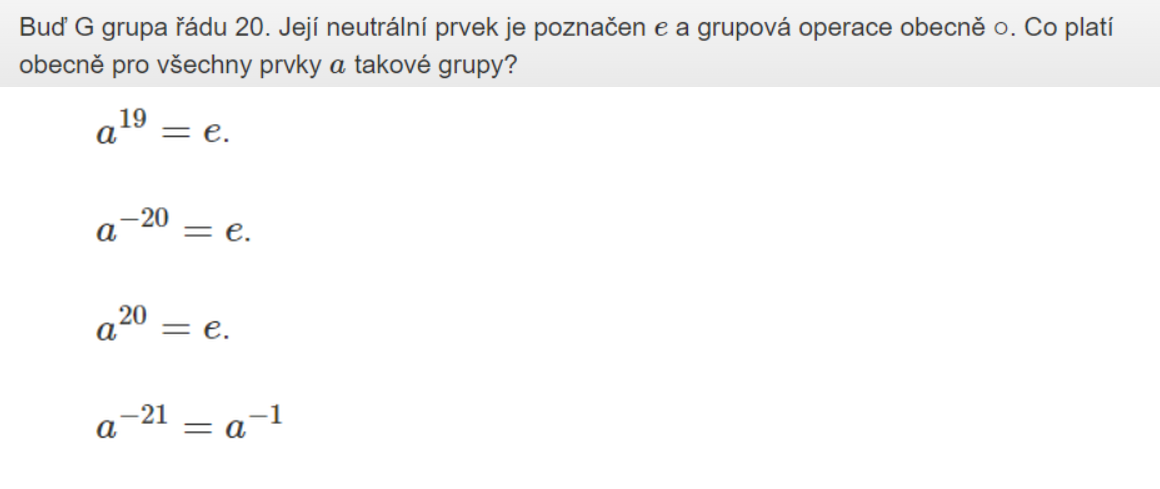 Buď G grupa řádu 20. Její neutrální prvek je poznačen e a grupová operace obecně ∘. Co platí
obecně pro všechny prvky a takové grupy?
a^{19} = e.
a^{-20} = e.
a^{20} = e.
a^{-21} = a^{-1}